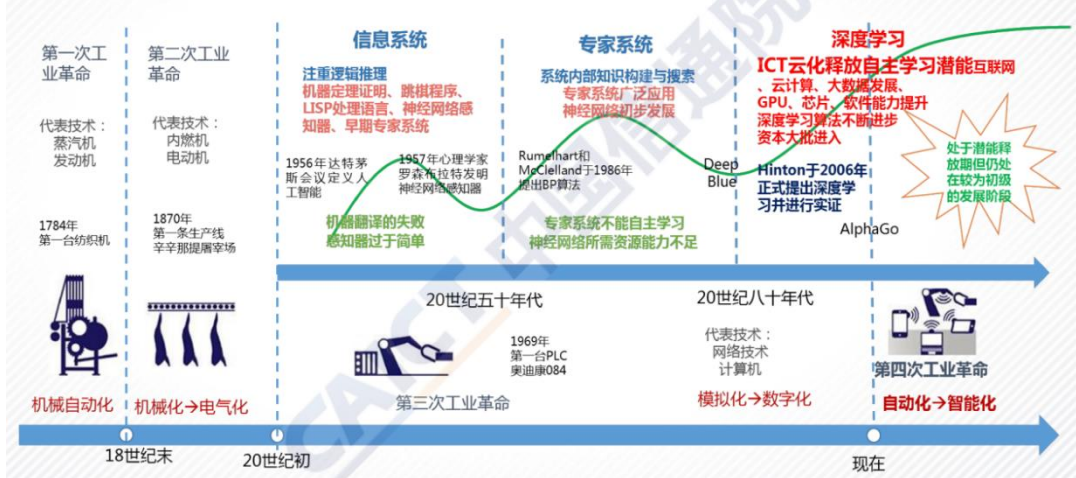 第一次工
业革命
代表技术：
蒸汽机
发动机
1784年
第一台纺织机
机械自动化
第二次工业
革命
代表技术：
内燃机
电动机
1870年
第一条生产线
辛辛那提屠宰场
机械化→电气化
信息系统
注重逻辑推理
机器定理证明、跳棋程序、
LISP处理语言、神经网络感
知器、早期专家系统
1956年达特茅
斯会议定义人
工智能
1957年心理学家
罗森布拉特发明
神经网络感知器
机器翻译的失败
感知器过于简单
专家系统
系统内部知识构建与搜索
专家系统广泛应用
神经网络初步发展
Rumelhart和
McClelland于1986年
提出BP算法
专家系统不能自主学习
神经网络所需资源能力不足
深度学习
ICT云化释放自主学习潜能互联网
、云计算、大数据发展、
GPU、芯片、软件能力提升
深度学习算法不断进步
资本大批进入
Deep
Blue
Hinton于2006年
正式提出深度学
习并进行实证
AlphaGo
处于潜能释
放期但仍处
在较为初级
的发展阶段
20世纪五十年代
20世纪八十年代
1969年
第一台PLC
奥迪康084
第三次工业革命
代表技术：
网络技术
计算机
模拟化→数字化
第四次工业革命
自动化→智能化
18世纪末
20世纪初
现在
CAICT 中国信通院